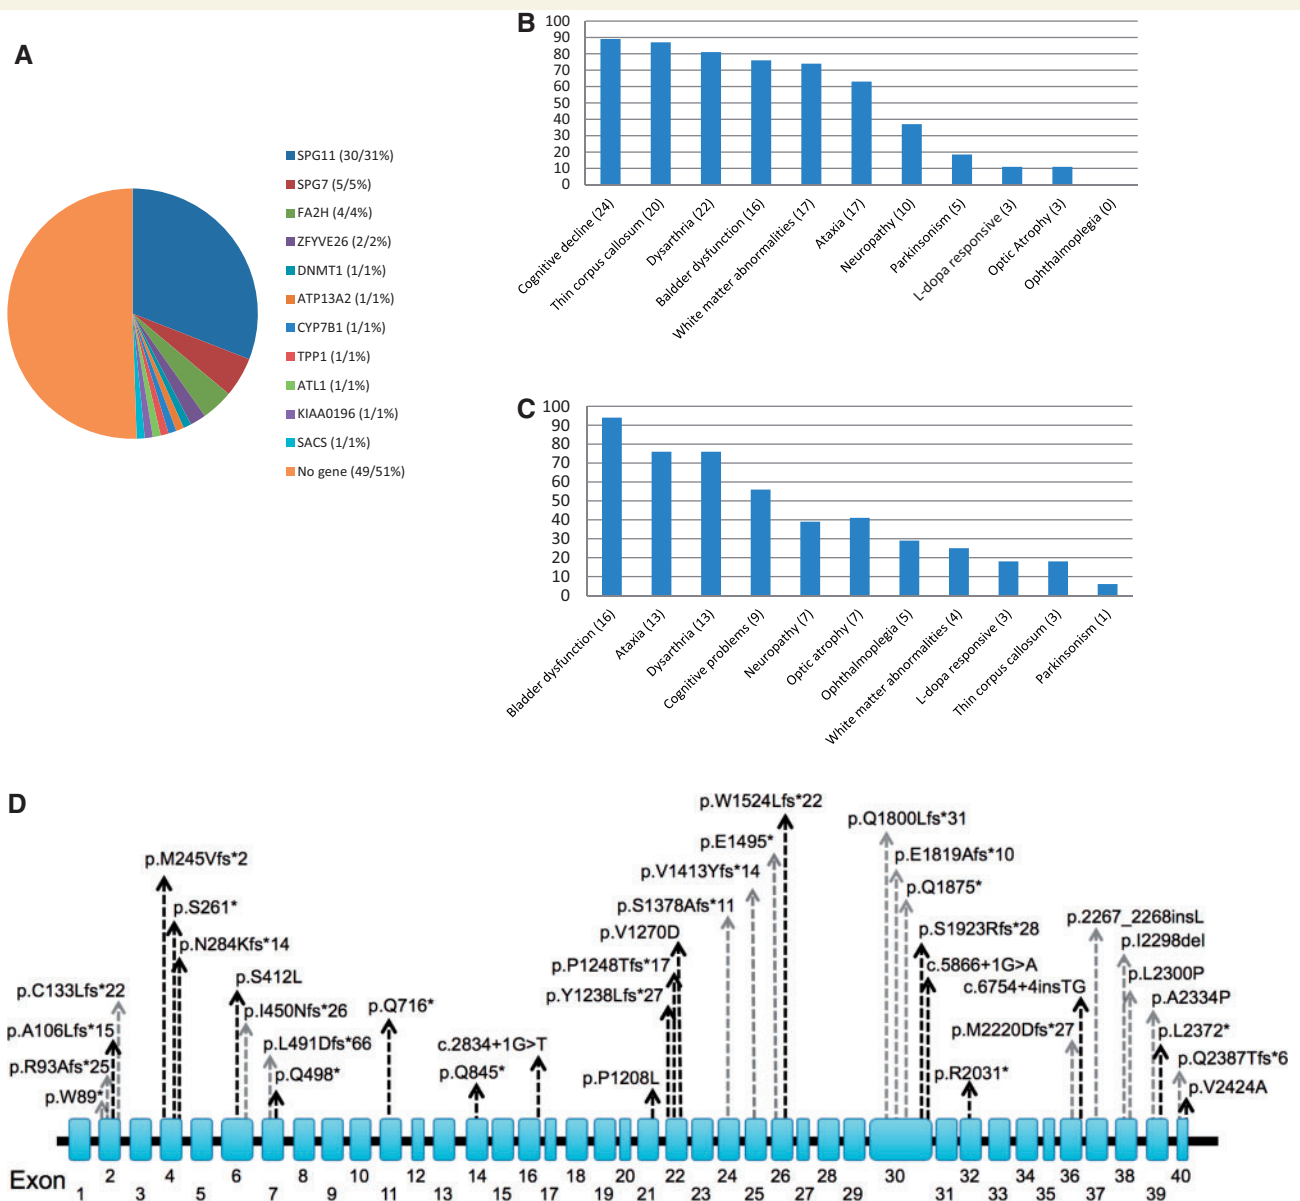 A
SPG11 (30/31%)
SPG7 (5/5%)
FA2H (4/4%)
ZFYVE26 (2/2%)
DNMT1 (1/1%)
ATP13A2 (1/1%)
CYP7B1 (1/1%)
TPP1 (1/1%)
ATL1 (1/1%)
KIAA0196 (1/1%)
SACS (1/1%)
No gene (49/51%)
B
100
90
80
70
60
50
40
30
20
10
0
Cognitive decline (24)
Thin corpus callosum (20)
Dysarthria (22)
Baldder dysfunction (16)
White matter abnormalities (17)
Ataxia (17)
Neuropathy (10)
Parkinsonism (5)
L-dopa responsive (3)
Optic Atrophy (3)
Ophthalmoplegia (0)
C
100
90
80
70
60
50
40
30
20
10
0
Bladder dysfunction (16)
Ataxia (13)
Dysarthria (13)
Cognitive problems (9)
Neuropathy (7)
Optic atrophy (7)
Ophthalmoplegia (5)
White matter abnormalities (4)
L-dopa responsive (3)
Thin corpus callosum (3)
Parkinsonism (1)
D
p.W89*
p.R93Afs*25
p.A106Lfs*15
p.C133Lfs*22
p.M245Vfs*2
p.S261*
p.N284Kfs*14
p.S412L
p.I450Nfs*26
p.L491Dfs*66
p.Q498*
p.Q716*
p.Q845*
c.2834+1G>T
p.P1208L
p.Y1238Lfs*27
p.P1248Tfs*17
p.V1270D
p.S1378Afs*11
p.V1413Yfs*14
p.E1495*
p.W1524Lfs*22
p.Q1800Lfs*31
p.E1819Afs*10
p.Q1875*
p.S1923Rfs*28
c.5866+1G>A
p.R2031*
p.M2220Dfs*27
c.6754+4insTG
p.2267_2268insL
p.I2298del
p.L2300P
p.A2334P
p.L2372*
p.Q2387Tfs*6
p.V2424A
Exon
1 2 3 4 5 6 7 8 9 10 11 12 13 14 15 16 17 18 19 20 21 22 23 24 25 26 27 28 29 30 31 32 33 34 35 36 37 38 39 40